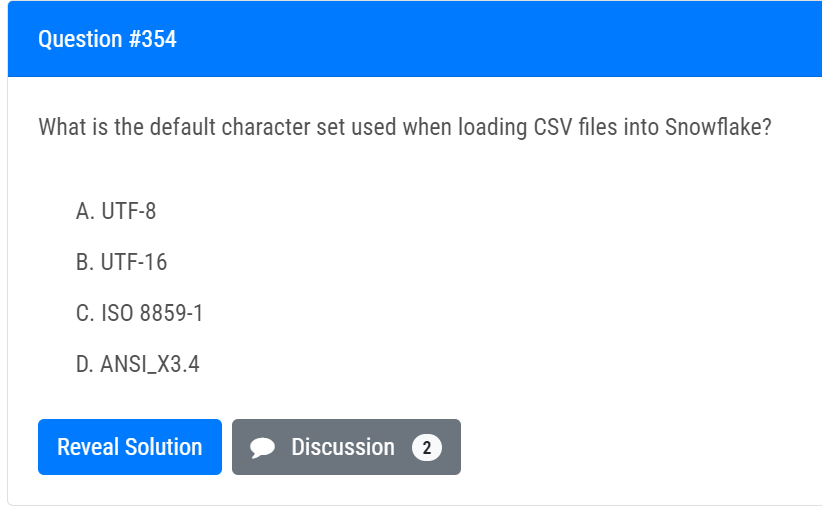 Question #354
What is the default character set used when loading CSV files into Snowflake?
A. UTF-8
B. UTF-16
C. ISO 8859-1
D. ANSI_X3.4
Reveal Solution
Discussion 2